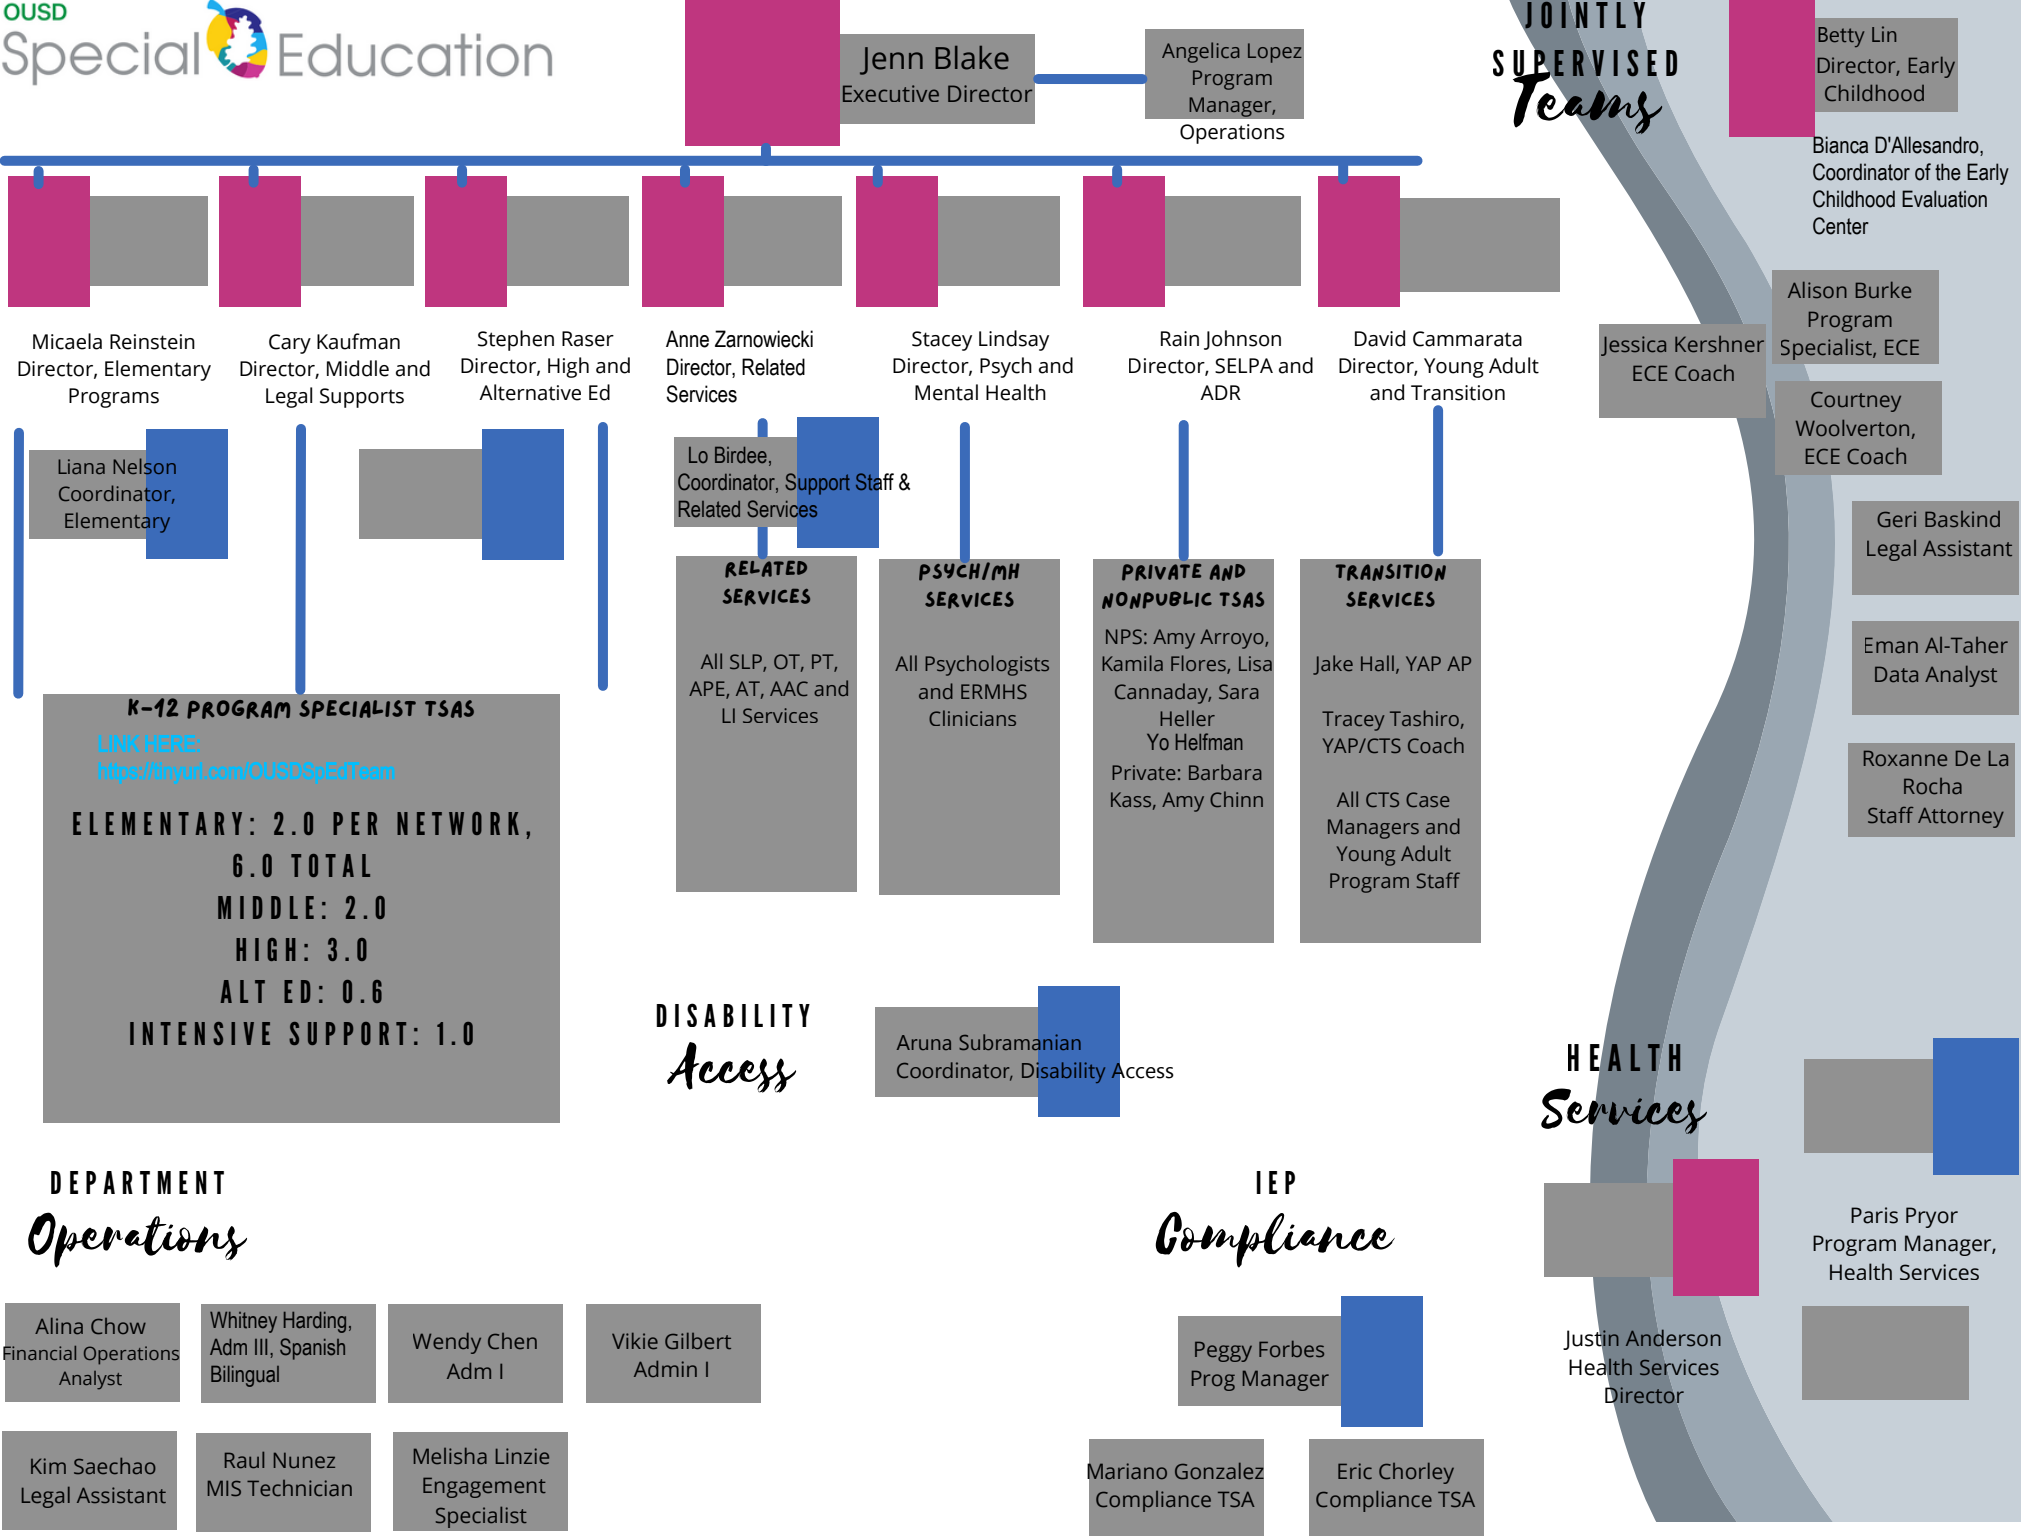 OUSD
Special Education
Jenn Blake
Executive Director
Angelica Lopez
Program
Manager,
Operations
JOINTLY
SUPERVISED
Teams
Betty Lin
Director, Early
Childhood
Bianca D'Allesandro,
Coordinator of the Early
Childhood Evaluation
Center
Micaela Reinstein
Director, Elementary
Programs
Cary Kaufman
Director, Middle and
Legal Supports
Stephen Raser
Director, High and
Alternative Ed
Anne Zarnowiecki
Director, Related
Services
Stacey Lindsay
Director, Psych and
Mental Health
Rain Johnson
Director, SELPA and
ADR
David Cammarata
Director, Young Adult
and Transition
Alison Burke
Program
Specialist, ECE
Jessica Kershner
ECE Coach
Courtney
Woolverton,
ECE Coach
Liana Nelson
Coordinator,
Elementary
Lo Birdee,
Coordinator, Support Staff &
Related Services
Geri Baskind
Legal Assistant
Eman Al-Taher
Data Analyst
Roxanne De La
Rocha
Staff Attorney
RELATED
SERVICES
All SLP, OT, PT,
APE, AT, AAC and
LI Services
PSYCH/MH
SERVICES
All Psychologists
and ERMHS
Clinicians
PRIVATE AND
NONPUBLIC TSAS
NPS: Amy Arroyo,
Kamila Flores, Lisa
Cannaday, Sara
Heller
Yo Helfman
Private: Barbara
Kass, Amy Chinn
TRANSITION
SERVICES
Jake Hall, YAP AP
Tracey Tashiro,
YAP/CTS Coach
All CTS Case
Managers and
Young Adult
Program Staff
K-12 PROGRAM SPECIALIST TSAS
LINK HERE:
https://tinyurl.com/OUSDSpEdTeam
ELEMENTARY: 2.0 PER NETWORK,
6.0 TOTAL
MIDDLE: 2.0
HIGH: 3.0
ALT ED: 0.6
INTENSIVE SUPPORT: 1.0
DISABILITY
Access
Aruna Subramanian
Coordinator, Disability Access
HEALTH
Services
Paris Pryor
Program Manager,
Health Services
Justin Anderson
Health Services
Director
DEPARTMENT
Operations
Alina Chow
Financial Operations
Analyst
Whitney Harding,
Adm III, Spanish
Bilingual
Wendy Chen
Adm I
Vikie Gilbert
Admin I
Kim Saechao
Legal Assistant
Raul Nunez
MIS Technician
Melisha Linzie
Engagement
Specialist
IEP
Compliance
Peggy Forbes
Prog Manager
Mariano Gonzalez
Compliance TSA
Eric Chorley
Compliance TSA